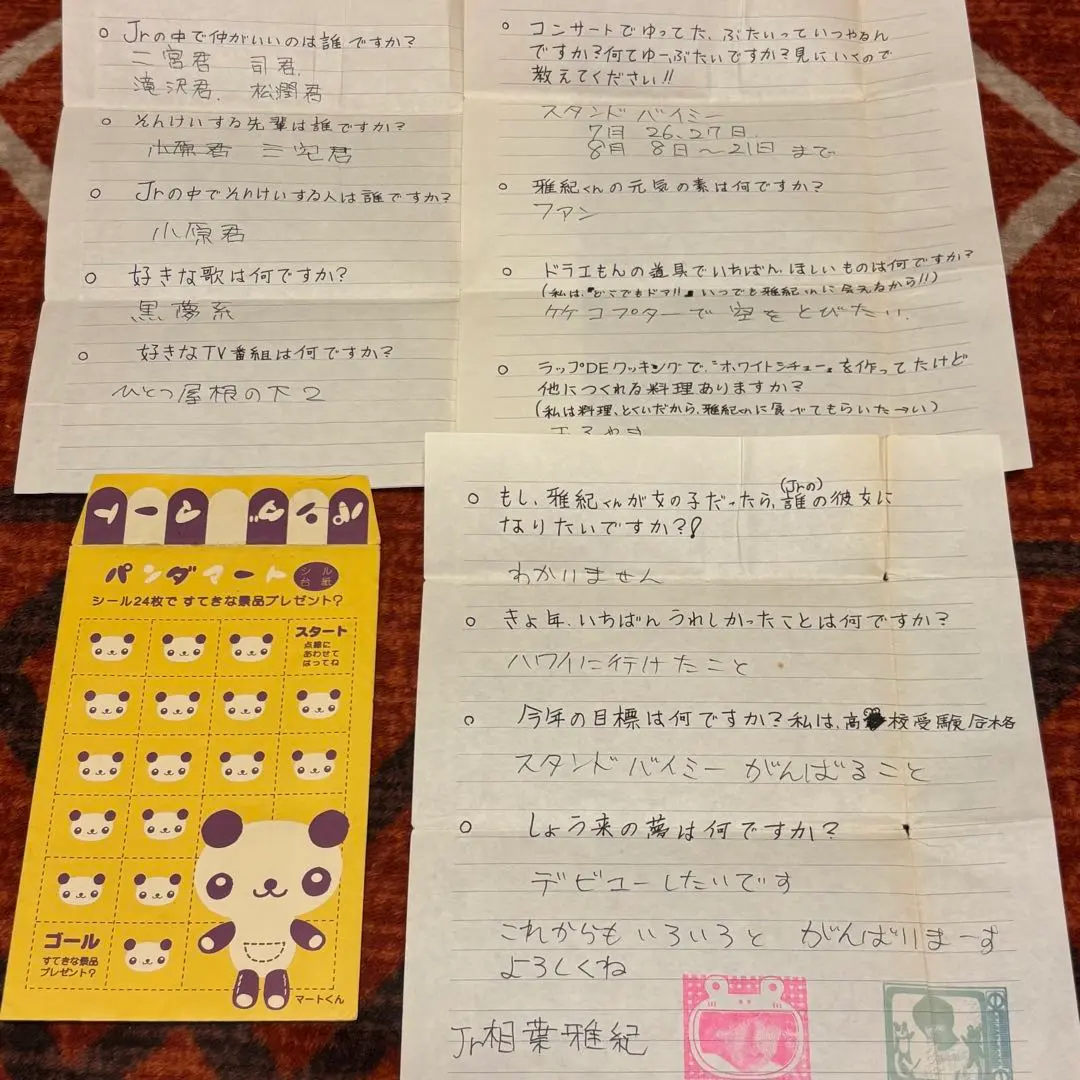 ○ Jrの中で仲がいいのは誰ですか?
二宮君 司君、
滝沢君、松潤君
○ そんけいする先輩は誰ですか?
小原君 三宅君
○ Jrの中でそんけいする人は誰ですか?
小原君
○ 好きな歌は何ですか?
黒夢系
○ 好きなTV番組は何ですか?
ひとつ屋根の下2
○ コンサートでゆってた、ぶたいっていつやるん
ですか?何てゆーぶたいですか?見にいくので
教えてください!!
スタンドバイミー
7月 26、27日、
8月 8日~21日 まで
○ 雅紀くんの元気の素は何ですか?
ファン
○ ドラエもんの道具でいちばん、ほしいものは何ですか?
(私は、"どこでもドア!!"いつでも雅紀くんに会えるから!!)
ケケコプターで 空をとびたい、
○ ラップDEクッキングで、"ホワイトシチュー"を作ってたけど
他につくれる料理ありますか?
(私は料理、とくいだから、雅紀くんに食べてもらいた→い)
○ もし、雅紀くんが女の子だったら、(Jrの)誰の彼女に
なりたいですか?!
わかりません
○ きょ年、いちばんうれしかったことは何ですか?
ハワイに行けたこと
○ 今年の目標は何ですか?私は、高校受験合格
スタンドバイミー がんばること
○ しょう来の夢は何ですか?
デビューしたいです
これからも いろいろと がんばりまーす
よろしくね
Jr相葉雅紀
パンダマート
シール台紙
シール24枚で すてきな景品プレゼント?
スタート
点線に
あわせて
はってね
ゴール
すてきな景品
プレゼント?
マートくん